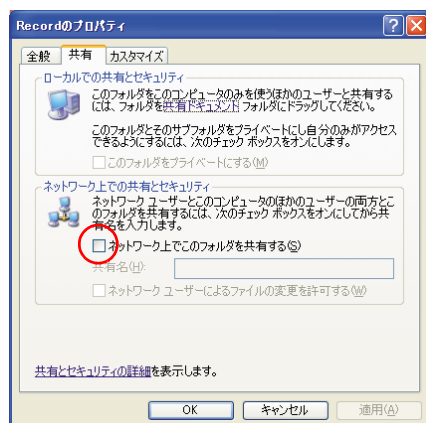 Recordのプロパティ
全般 共有 カスタマイズ
ローカルでの共有とセキュリティ
このフォルダをこのコンピュータのみを使うほかのユーザーと共有する
には、フォルダを共有ドキュメント フォルダにドラッグしてください。
このフォルダとそのサブフォルダをプライベートにし自分のみがアクセス
できるようにするには、次のチェック ボックスをオンにします。
このフォルダをプライベートにする(M)
ネットワーク上での共有とセキュリティ
ネットワーク ユーザーとこのコンピュータのほかのユーザーの両方とこ
のフォルダを共有するには、次のチェック ボックスをオンにしてから共
有名を入力します。
ネットワーク上でこのフォルダを共有する(S)
共有名(H):
ネットワーク ユーザーによるファイルの変更を許可する(W)
共有とセキュリティの詳細を表示します。
OK キャンセル 適用(A)